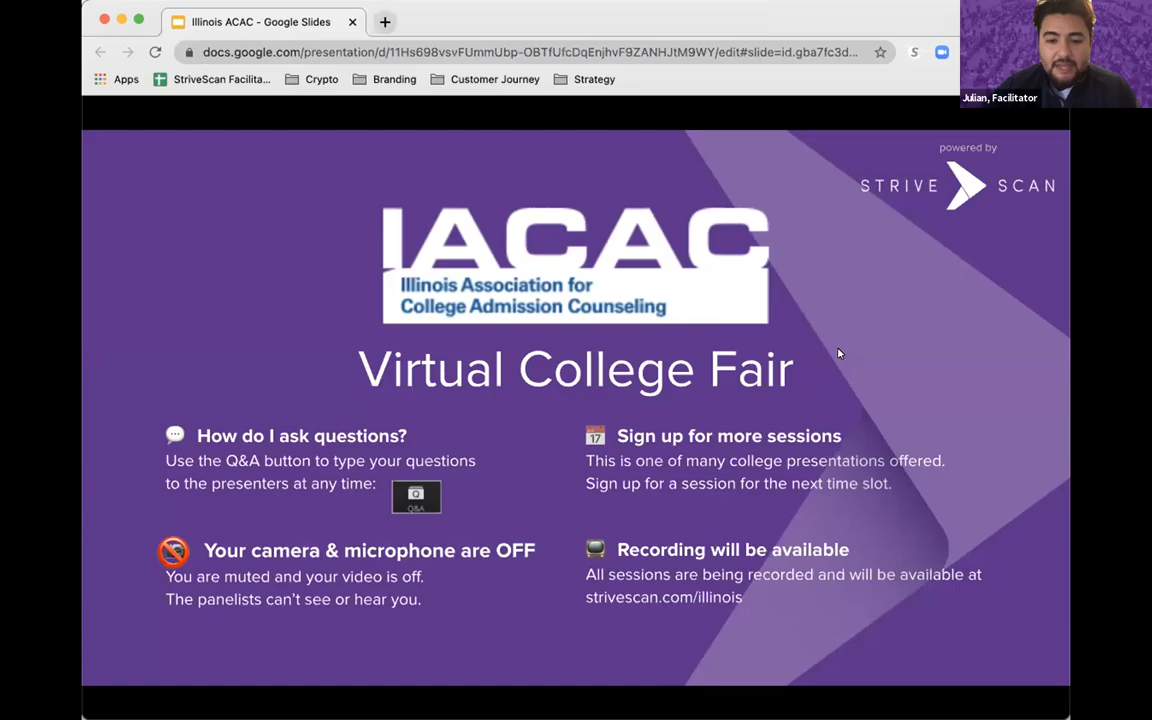 Illinois ACAC - Google Slides
docs.google.com/presentation/d/11Hs698vsvFUmmUbp-OBTfUfcDqEnjhvF9ZANHJtM9WY/edit#slide=id.gba7fc3d...
Apps
StriveScan Facilita...
Crypto
Branding
Customer Journey
Strategy
Julian, Facilitator
powered by
STRIVE SCAN
IACAC
Illinois Association for
College Admission Counseling
Virtual College Fair
How do I ask questions?
Use the Q&A button to type your questions
to the presenters at any time:
Q&A
Your camera & microphone are OFF
You are muted and your video is off.
The panelists can't see or hear you.
17
Sign up for more sessions
This is one of many college presentations offered.
Sign up for a session for the next time slot.
Recording will be available
All sessions are being recorded and will be available at
strivescan.com/illinois